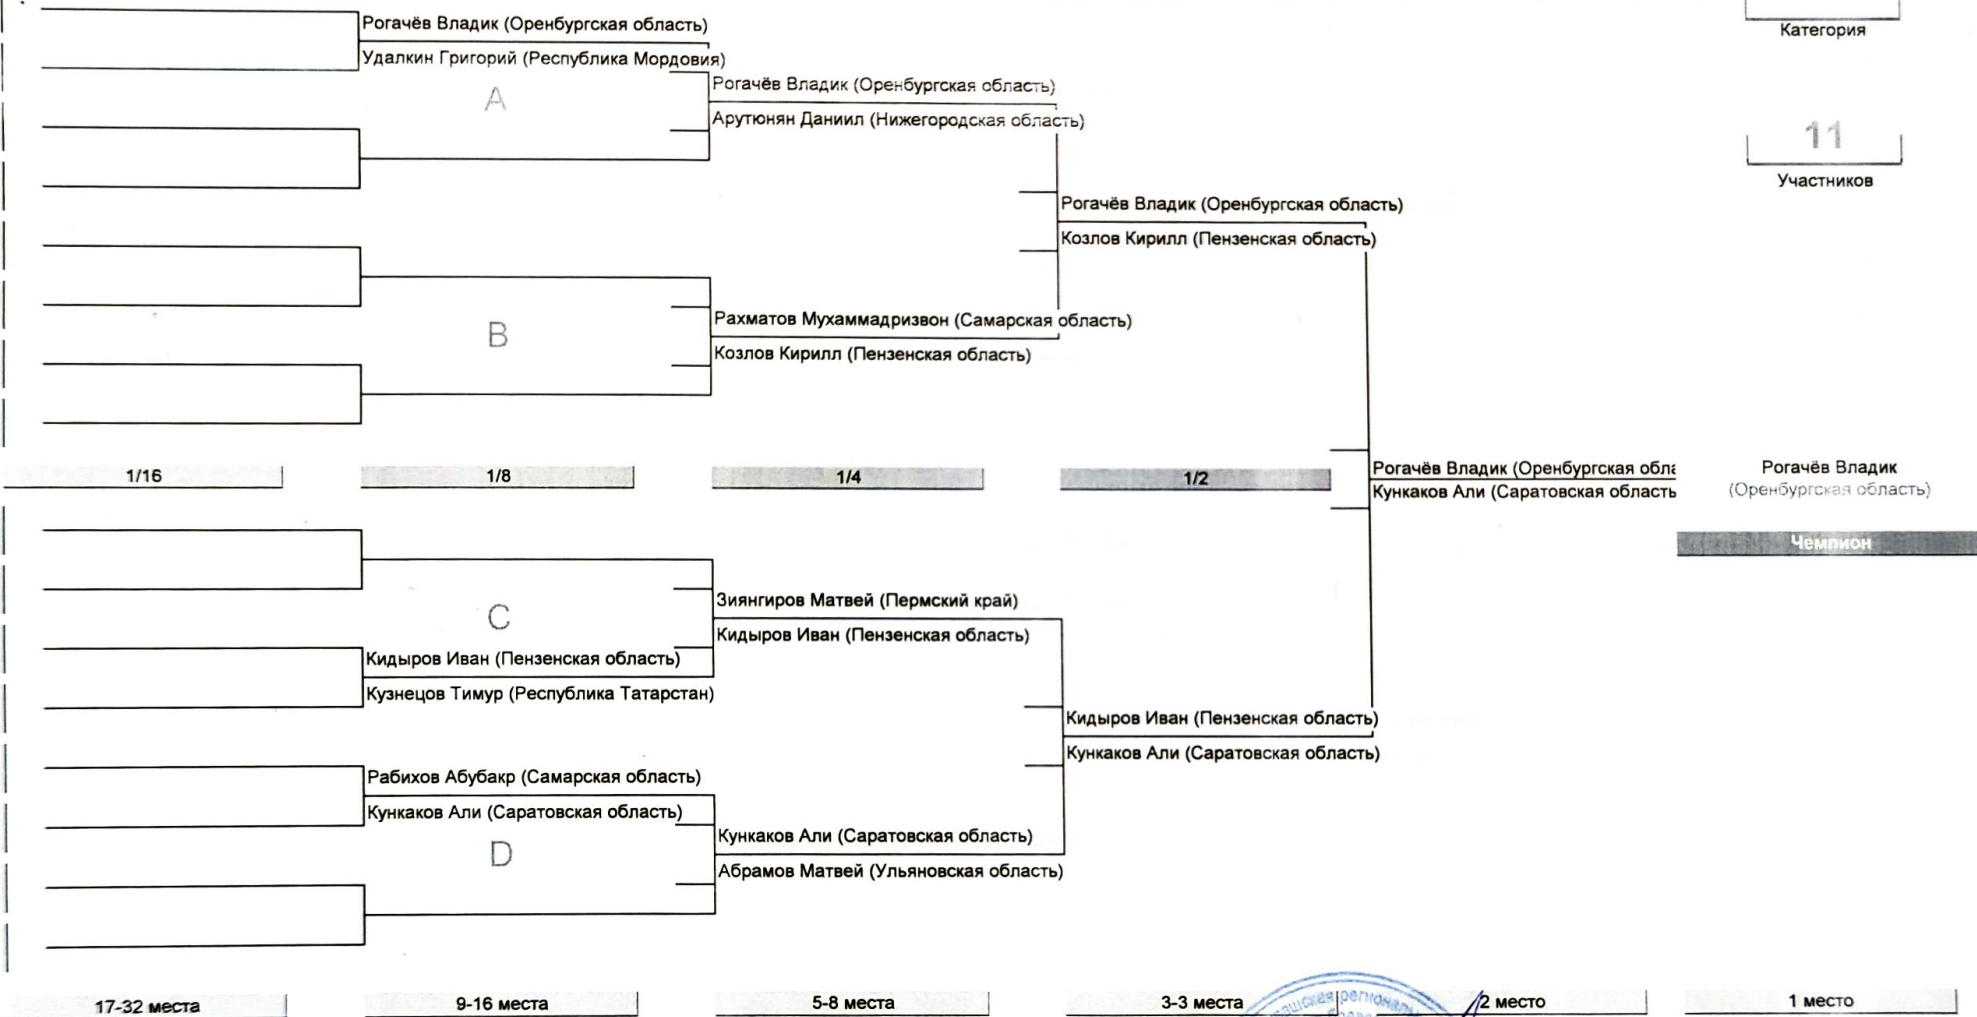 Рогачёв Владик (Оренбургская область)
Удалкин Григорий (Республика Мордовия)
Категория
A
Рогачёв Владик (Оренбургская область)
Арутюнян Даниил (Нижегородская область)
11
Участников
Рогачёв Владик (Оренбургская область)
Козлов Кирилл (Пензенская область)
B
Рахматов Мухаммадризвон (Самарская область)
Козлов Кирилл (Пензенская область)
1/16
1/8
1/4
1/2
Рогачёв Владик (Оренбургская обла
Кункаков Али (Саратовская область
Рогачёв Владик
(Оренбургская область)
Чемпион
C
Зиянгиров Матвей (Пермский край)
Кидыров Иван (Пензенская область)
Кидыров Иван (Пензенская область)
Кузнецов Тимур (Республика Татарстан)
Кидыров Иван (Пензенская область)
Кункаков Али (Саратовская область)
Рабихов Абубакр (Самарская область)
Кункаков Али (Саратовская область)
D
Кункаков Али (Саратовская область)
Абрамов Матвей (Ульяновская область)
17-32 места
9-16 места
5-8 места
3-3 места
2 место
1 место